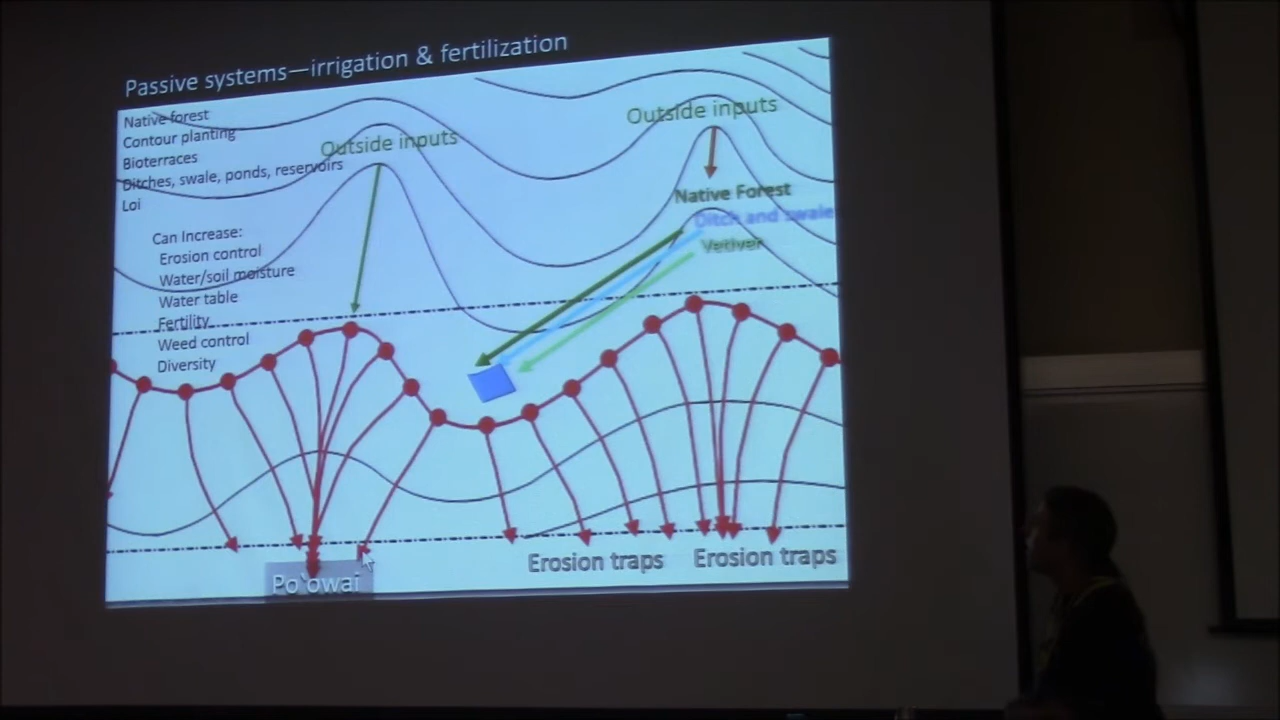 Passive systems—irrigation & fertilization
Native forest
Contour planting
Bioterraces
Ditches, swale, ponds, reservoirs
Loi
Can Increase:
Erosion control
Water/soil moisture
Water table
Fertility
Weed control
Diversity
Outside inputs
Outside inputs
Native Forest
Ditch and swale
Vetiver
Po'owai
Erosion traps
Erosion traps